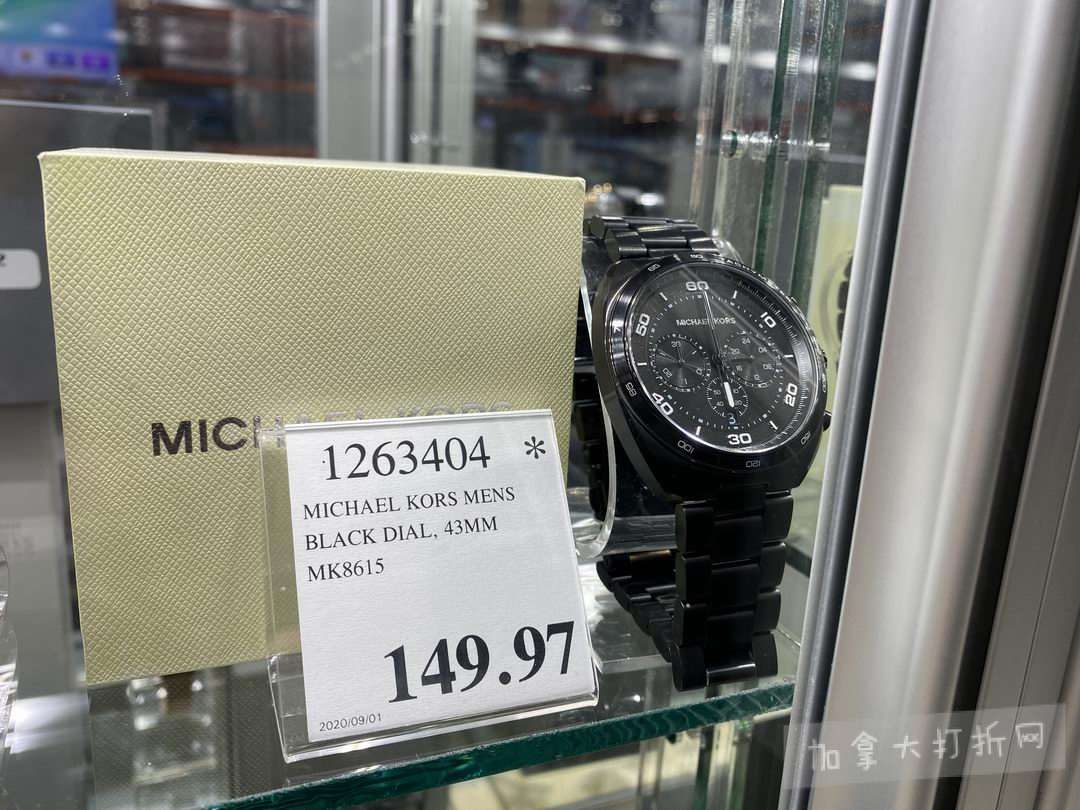 MICHAEL KORS
1263404 *
MICHAEL KORS MENS
BLACK DIAL, 43MM
MK8615
149.97
2020/09/01
MICHAEL KORS
60
10
20
30
40
50
加拿大打折网